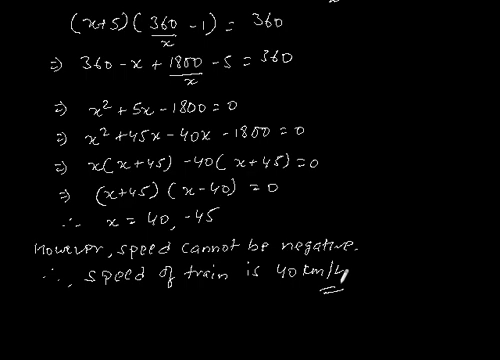 (x+5)(360/x - 1) = 360
⇒ 360 - x + 1800/x - 5 = 360
⇒ x² + 5x - 1800 = 0
⇒ x² + 45x - 40x - 1800 = 0
⇒ x(x+45) - 40(x+45) = 0
⇒ (x+45)(x-40) = 0
∴ x = 40, -45
However, speed cannot be negative.
∴, speed of train is 40 km/h